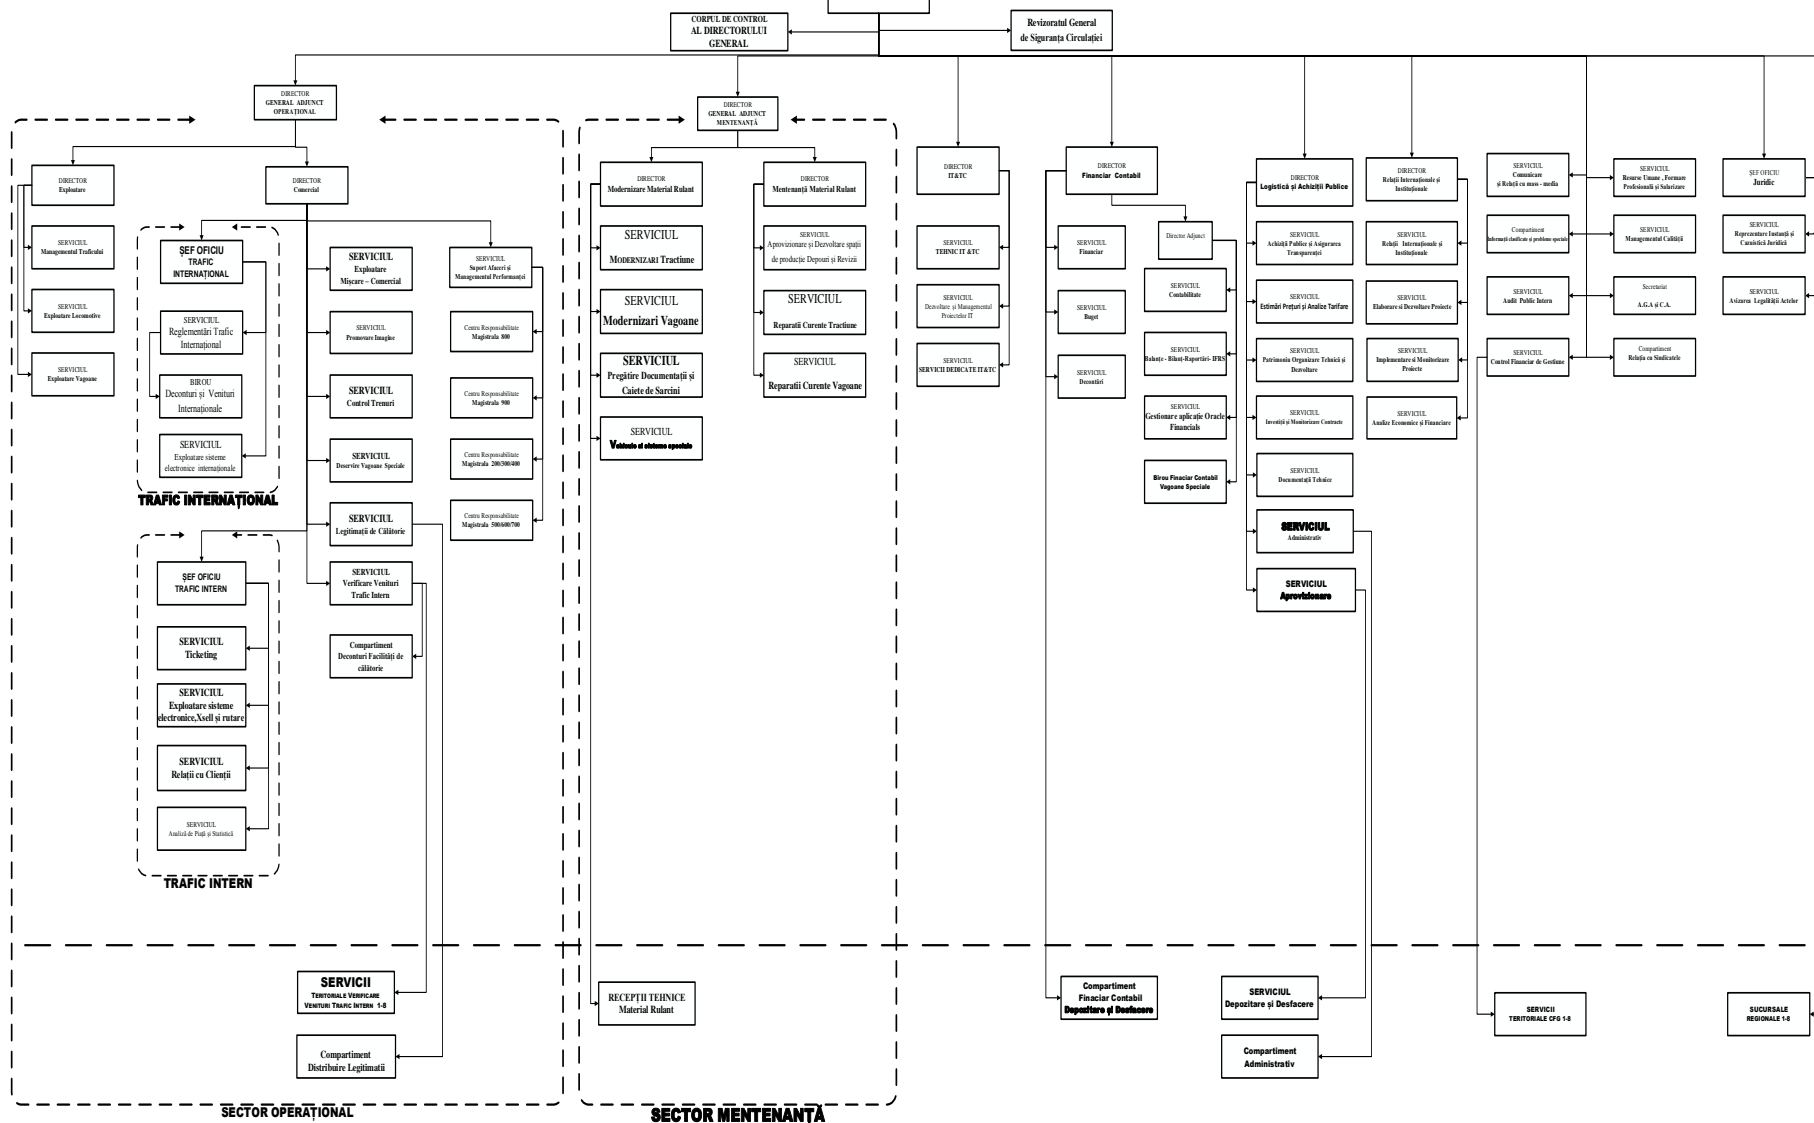 CORPUL DE CONTROL
AL DIRECTORULUI
GENERAL
Revizoratul General
de Siguranța Circulației
DIRECTOR
GENERAL ADJUNCT
OPERAȚIONAL
DIRECTOR
GENERAL ADJUNCT
MENTENANȚĂ
DIRECTOR
Exploatare
SERVICIUL
Managementul Traficului
SERVICIUL
Exploatare Locomotive
SERVICIUL
Exploatare Vagoane
DIRECTOR
Comercial
ȘEF OFICIU
TRAFIC
INTERNAȚIONAL
SERVICIUL
Reglementări Trafic
Internațional
BIROU
Deconturi și Venituri
Internaționale
SERVICIUL
Exploatare sisteme
electronice internaționale
TRAFIC INTERNAȚIONAL
ȘEF OFICIU
TRAFIC INTERN
SERVICIUL
Ticketing
SERVICIUL
Exploatare sisteme
electronice,Xsell și rutare
SERVICIUL
Relații cu Clienții
SERVICIUL
Analiză de Piață și Statistică
TRAFIC INTERN
SERVICIUL
Exploatare
Mișcare – Comercial
SERVICIUL
Promovare Imagine
SERVICIUL
Control Trenuri
SERVICIUL
Deservire Vagoane Speciale
SERVICIUL
Legitimații de Călătorie
SERVICIUL
Verificare Venituri
Trafic Intern
Compartiment
Deconturi Facilități de
călătorie
SERVICIUL
Suport Afaceri și
Managementul Performanței
Centru Responsabilitate
Magistrala 800
Centru Responsabilitate
Magistrala 900
Centru Responsabilitate
Magistrala 200/300/400
Centru Responsabilitate
Magistrala 500/600/700
SERVICII
TERITORIALE VERIFICARE
VENITURI TRAFIC INTERN 1-8
Compartiment
Distribuire Legitimatii
SECTOR OPERAȚIONAL
DIRECTOR
Modernizare Material Rulant
SERVICIUL
MODERNIZARI Tractiune
SERVICIUL
Modernizari Vagoane
SERVICIUL
Pregătire Documentații și
Caiete de Sarcini
SERVICIUL
Vehicule si sisteme speciale
DIRECTOR
Mentenanță Material Rulant
SERVICIUL
Aprovizionare și Dezvoltare spații
de producție Depouri și Revizii
SERVICIUL
Reparatii Curente Tractiune
SERVICIUL
Reparatii Curente Vagoane
RECEPȚII TEHNICE
Material Rulant
SECTOR MENTENANȚĂ
DIRECTOR
IT&TC
SERVICIUL
TEHNIC IT &TC
SERVICIUL
Dezvoltare și Managementul
Proiectelor IT
SERVICIUL
SERVICII DEDICATE IT&TC
DIRECTOR
Financiar Contabil
SERVICIUL
Financiar
SERVICIUL
Buget
SERVICIUL
Decontări
Director Adjunct
SERVICIUL
Contabilitate
SERVICIUL
Balanțe - Bilanț-Raportări- IFRS
SERVICIUL
Gestionare aplicație Oracle
Financials
Birou Finaciar Contabil
Vagoane Speciale
Compartiment
Finaciar Contabil
Depozitare și Desfacere
DIRECTOR
Logistică și Achiziții Publice
SERVICIUL
Achiziții Publice și Asigurarea
Transparenței
SERVICIUL
Estimări Prețuri și Analize Tarifare
SERVICIUL
Patrimoniu Organizare Tehnică și
Dezvoltare
SERVICIUL
Investiții și Monitorizare Contracte
SERVICIUL
Documentații Tehnice
SERVICIUL
Administrativ
SERVICIUL
Aprovizionare
SERVICIUL
Depozitare și Desfacere
Compartiment
Administrativ
DIRECTOR
Relații Internaționale și
Instituționale
SERVICIUL
Relații Internaționale și
Instituționale
SERVICIUL
Elaborare si Dezvoltare Proiecte
SERVICIUL
Implementare si Monitorizare
Proiecte
SERVICIUL
Analize Economice și Financiare
SERVICIUL
Comunicare
și Relații cu mass - media
Compartiment
Informații clasificate și probleme speciale
SERVICIUL
Audit Public Intern
SERVICIUL
Control Financiar de Gestiune
SERVICIUL
Resurse Umane , Formare
Profesională și Salarizare
SERVICIUL
Managementul Calității
Secretariat
A.G.A și C.A.
Compartiment
Relația cu Sindicatele
SERVICII
TERITORIALE CFG 1-8
ȘEF OFICIU
Juridic
SERVICIUL
Reprezentare Instanță și
Cazuistică Juridică
SERVICIUL
Avizarea Legalității Actelor
SUCURSALE
REGIONALE 1-8